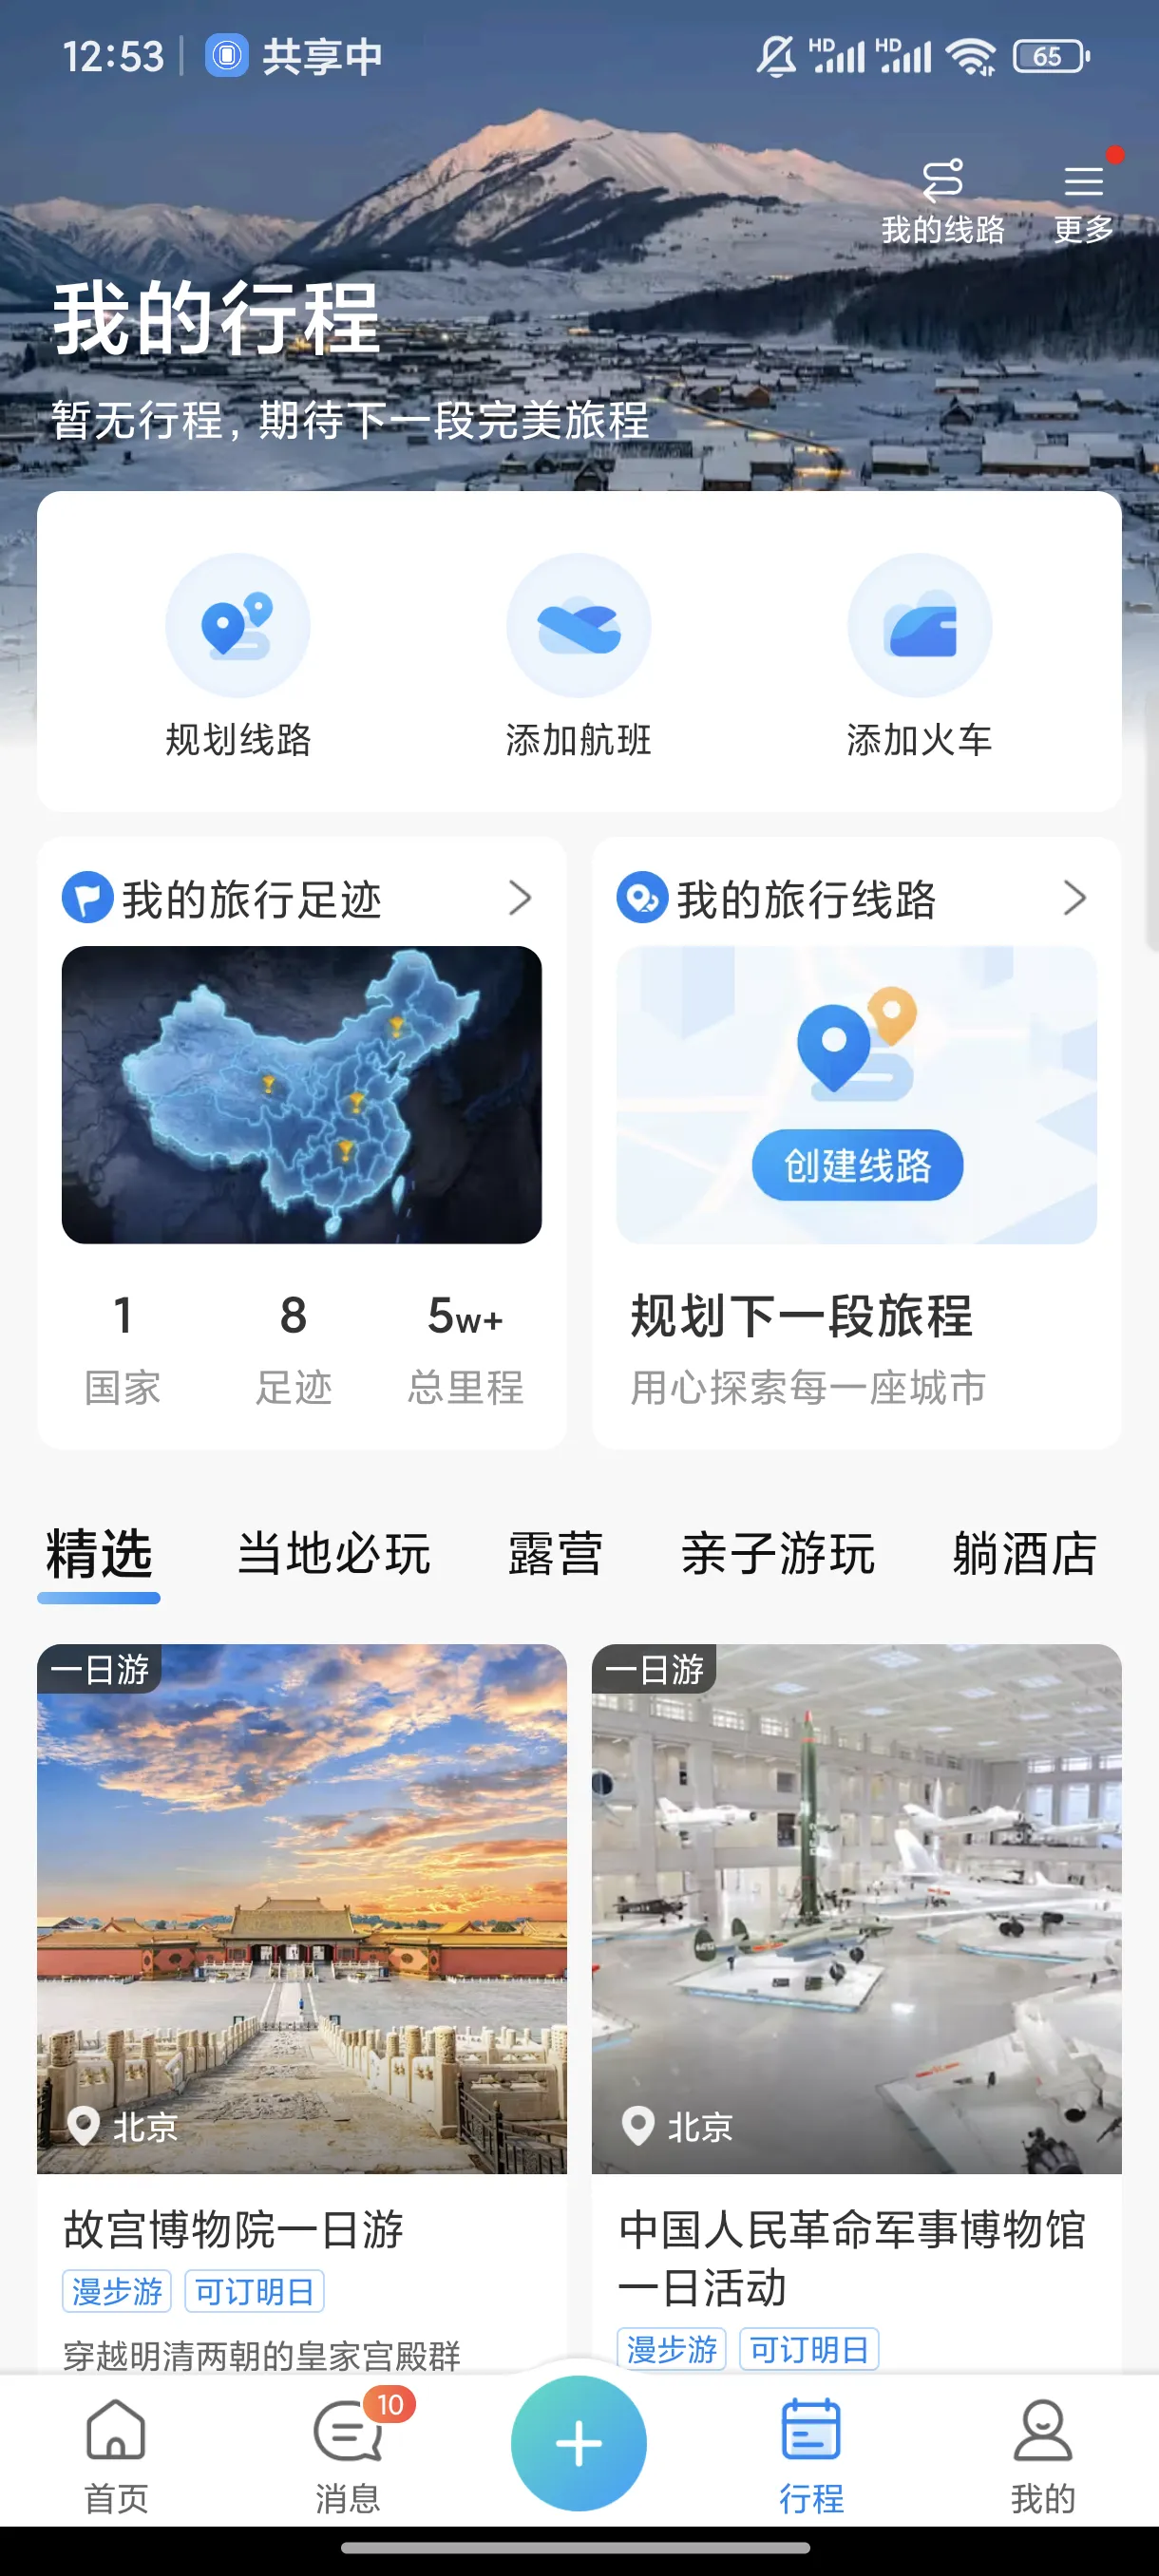 12:53 共享中 HD HD 65
我的线路 更多
我的行程
暂无行程，期待下一段完美旅程
规划线路 添加航班 添加火车
我的旅行足迹
1 8 5w+
国家 足迹 总里程
我的旅行线路
创建线路
规划下一段旅程
用心探索每一座城市
精选 当地必玩 露营 亲子游玩 躺酒店
一日游
北京
故宫博物院一日游
漫步游 可订明日
穿越明清两朝的皇家宫殿群
一日游
北京
中国人民革命军事博物馆
一日活动
漫步游 可订明日
首页 消息 10 行程 我的